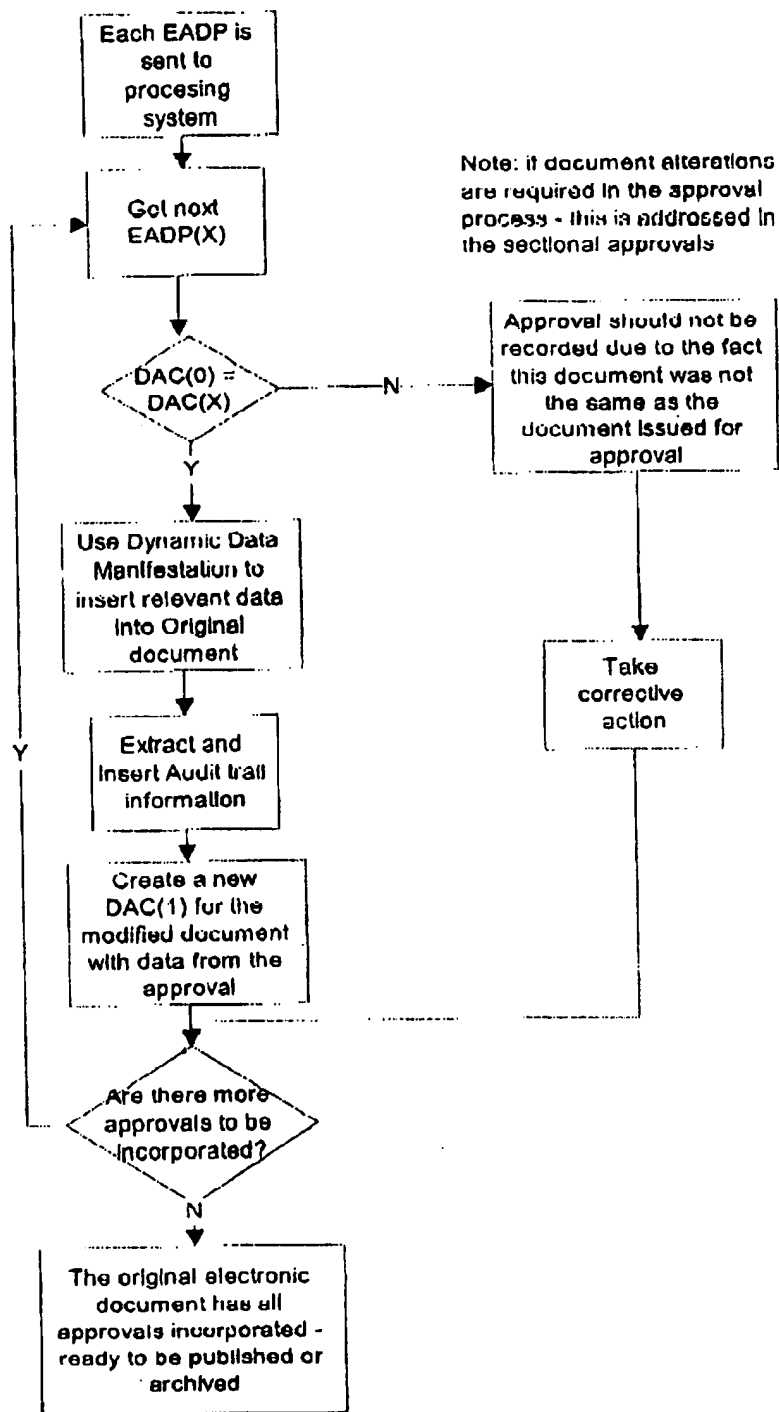 Each EADP is
sent to
procesing
system
Get next
EADP(X)
Note: if document alterations
are required in the approval
process - this is addressed in
the sectional approvals
DAC(0) =
DAC(X)
N
Approval should not be
recorded due to the fact
this document was not
the same as the
document issued for
approval
Y
Use Dynamic Data
Manifestation to
insert relevant data
into Original
document
Take
corrective
action
Extract and
Insert Audit trail
information
Y
Create a new
DAC(1) for the
modified document
with data from the
approval
Are there more
approvals to be
incorporated?
N
The original electronic
document has all
approvals incorporated -
ready to be published or
archived